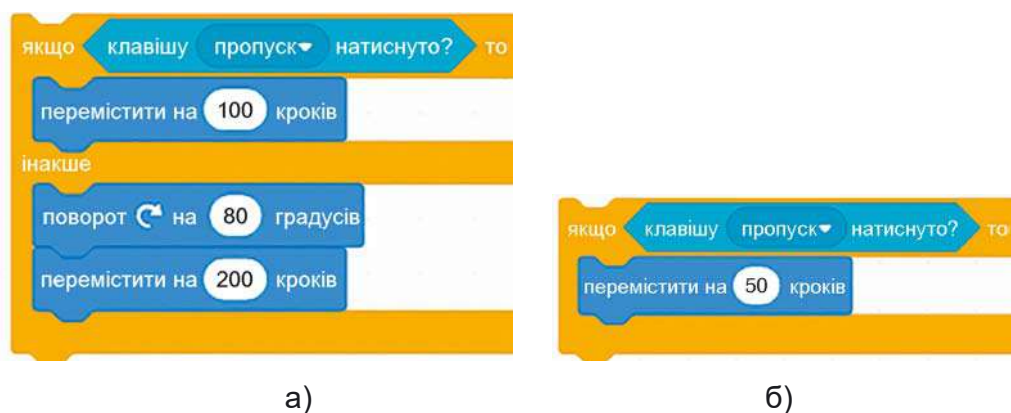 якщо клавішу пропуск натиснуто? то
перемістити на 100 кроків
інакше
поворот на 80 градусів
перемістити на 200 кроків
а)
якщо клавішу пропуск натиснуто? то
перемістити на 50 кроків
б)